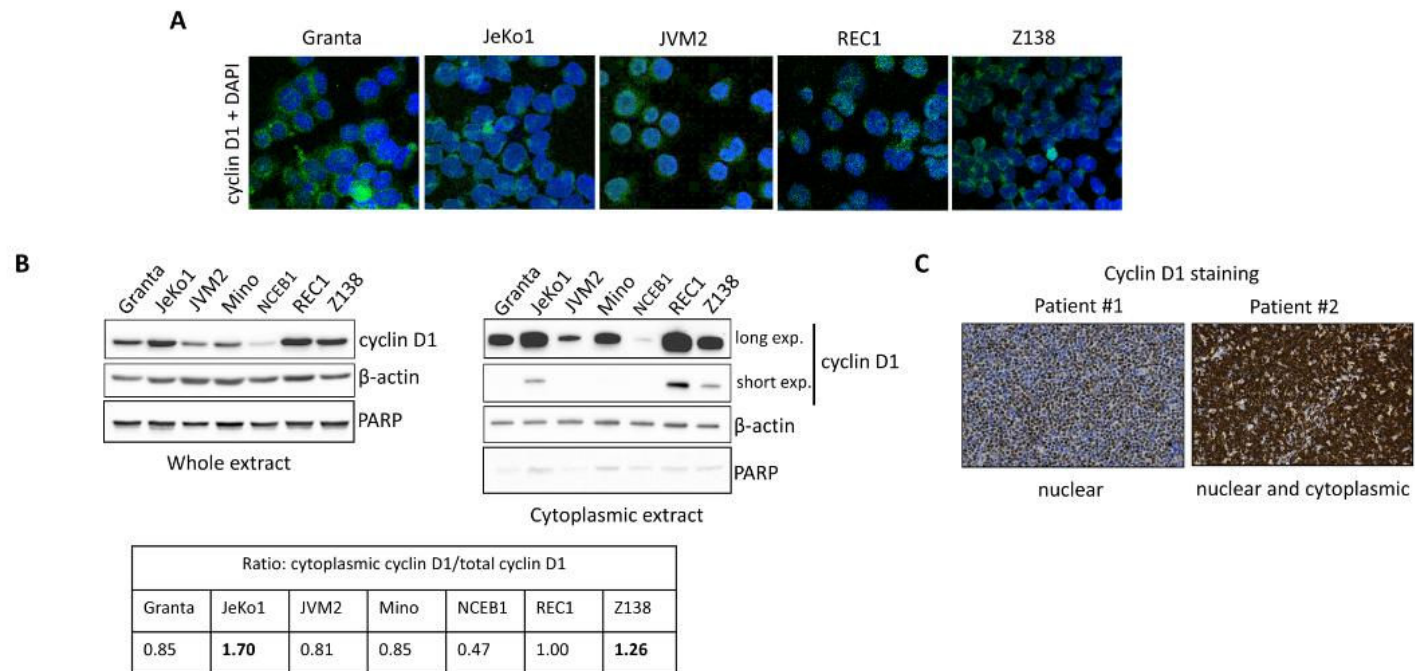 A
Granta JeKo1 JVM2 REC1 Z138
cyclin D1 + DAPI
B
Granta JeKo1 JVM2 Mino NCEB1 REC1 Z138
cyclin D1
β-actin
PARP
Whole extract
Granta JeKo1 JVM2 Mino NCEB1 REC1 Z138
long exp.
short exp.
cyclin D1
β-actin
PARP
Cytoplasmic extract
Ratio: cytoplasmic cyclin D1/total cyclin D1
Granta JeKo1 JVM2 Mino NCEB1 REC1 Z138
0.85 1.70 0.81 0.85 0.47 1.00 1.26
C
Cyclin D1 staining
Patient #1 Patient #2
nuclear nuclear and cytoplasmic